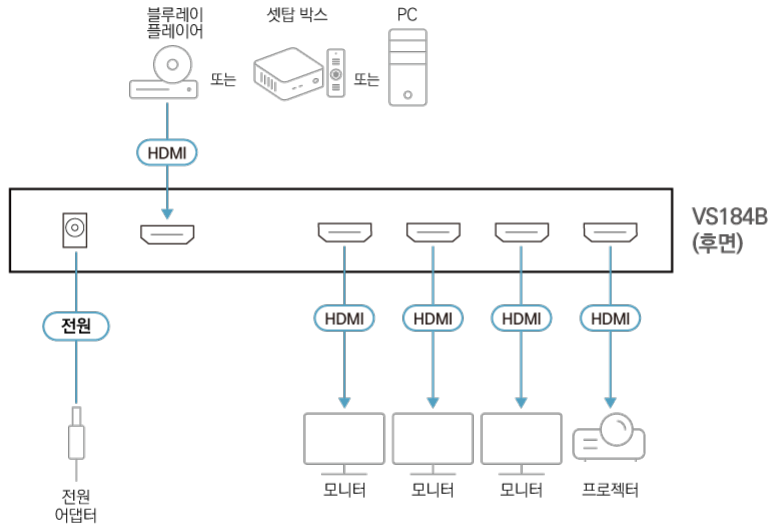 블루레이
플레이어
셋탑 박스
PC
또는
또는
HDMI
VS184B
(후면)
전원
HDMI
HDMI
HDMI
HDMI
모니터
모니터
모니터
프로젝터
전원
어댑터